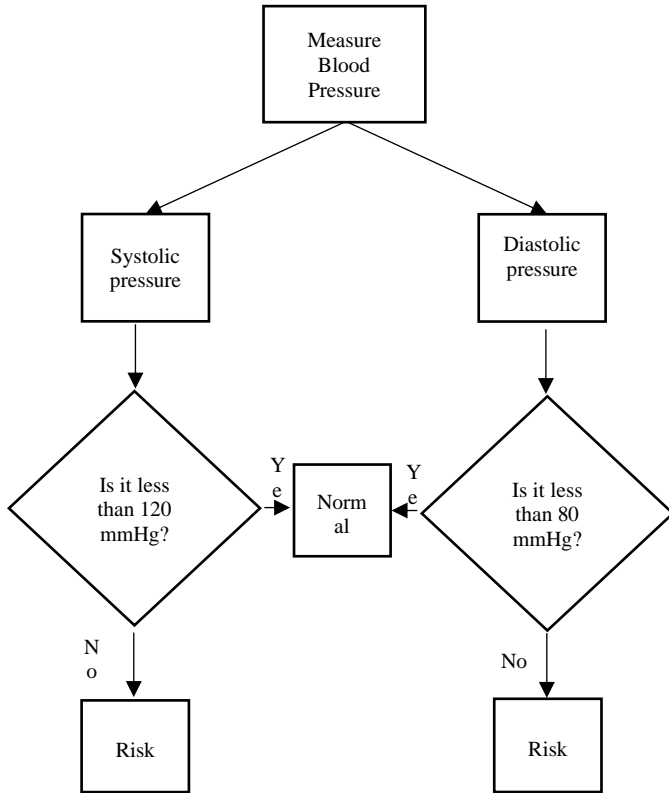 Measure
Blood
Pressure
Systolic
pressure
Diastolic
pressure
Is it less
than 120
mmHg?
Y
e
Norm
al
Y
e
Is it less
than 80
mmHg?
N
o
No
Risk
Risk